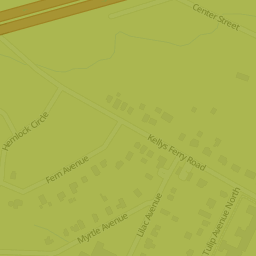 Center Street
Hemlock Circle
Kellys Ferry Road
Fern Avenue
Lilac Avenue
Tulip Avenue North
Myrtle Avenue